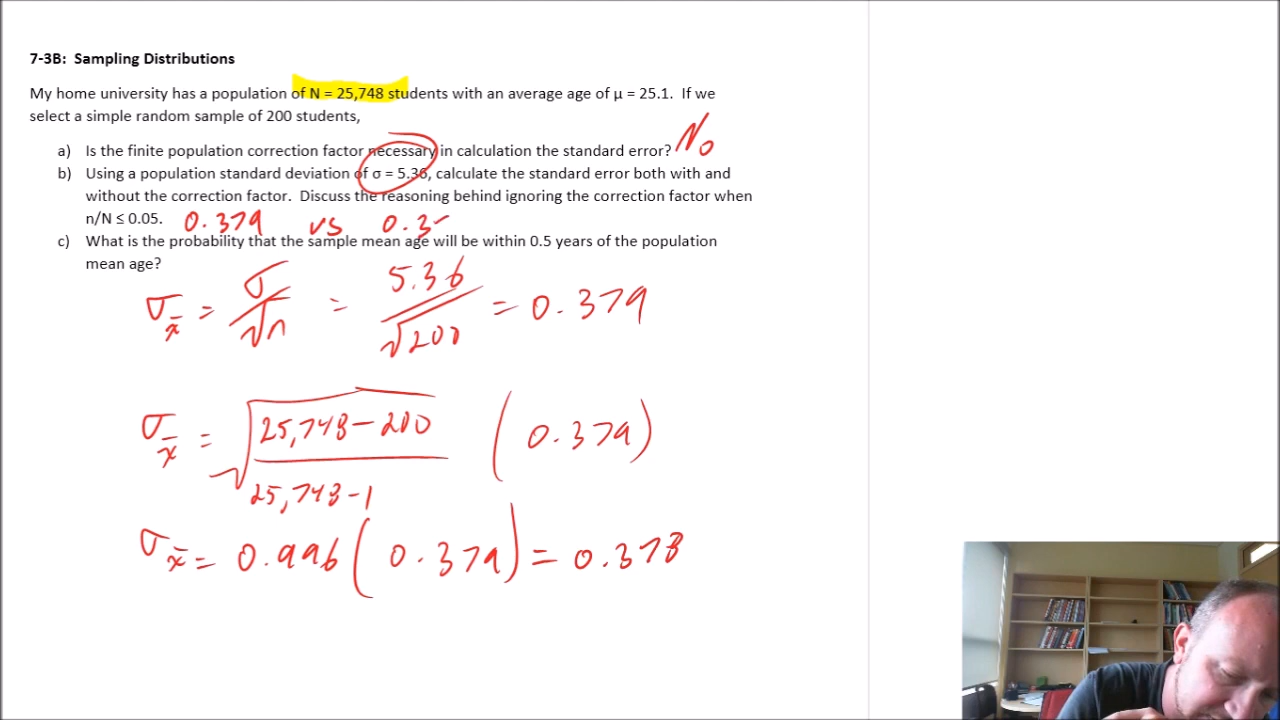 7-3B: Sampling Distributions
My home university has a population of N = 25,748 students with an average age of μ = 25.1. If we
select a simple random sample of 200 students,
a) Is the finite population correction factor necessary in calculation the standard error? No
b) Using a population standard deviation of σ = 5.36, calculate the standard error both with and
without the correction factor. Discuss the reasoning behind ignoring the correction factor when
n/N ≤ 0.05. 0.379 vs 0.3
c) What is the probability that the sample mean age will be within 0.5 years of the population
mean age?
σx̄ = σ/√n = 5.36/√200 = 0.379
σx̄ = √((25,748-200)/(25,748-1)) (0.379)
σx̄ = 0.996 (0.379) = 0.378